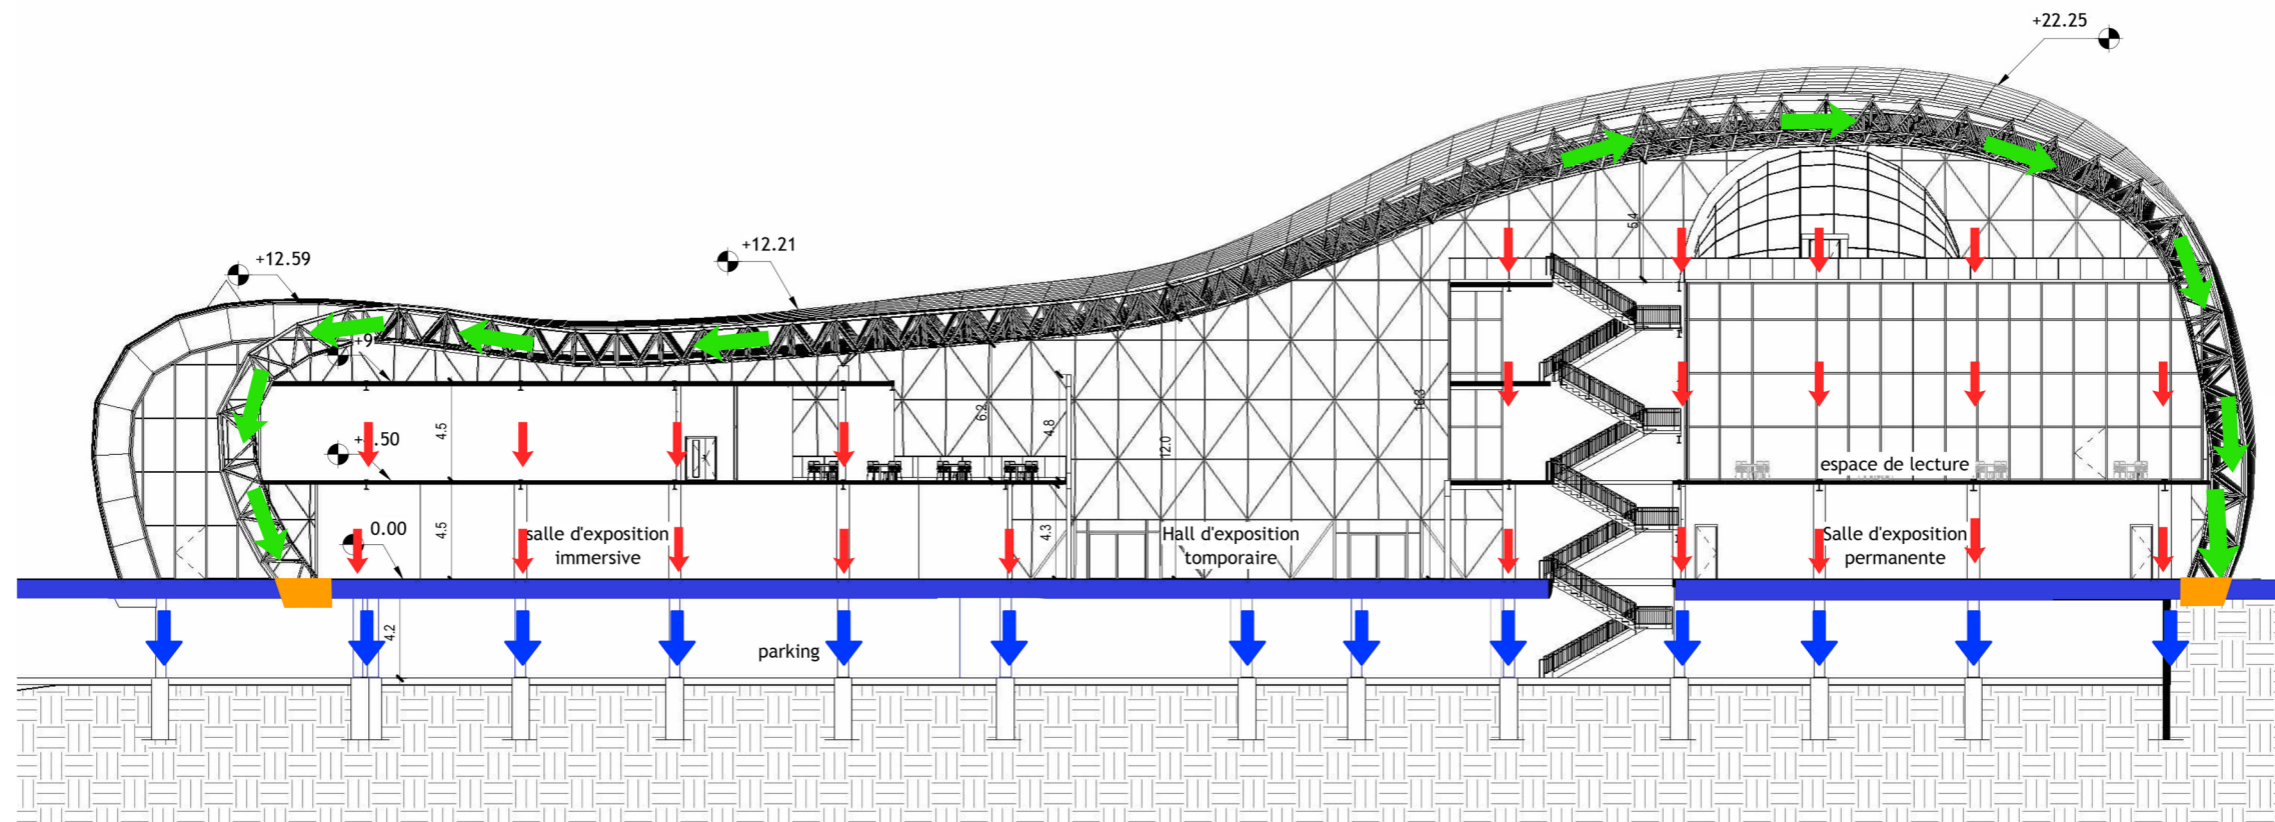 +22.25
+12.59
+12.21
+9
5.4
16.3
6.2
4.8
4.5
12.0
espace de lecture
0.00
4.5
4.3
salle d'exposition
immersive
Hall d'exposition
tomporaire
Salle d'exposition
permanente
4.2
parking